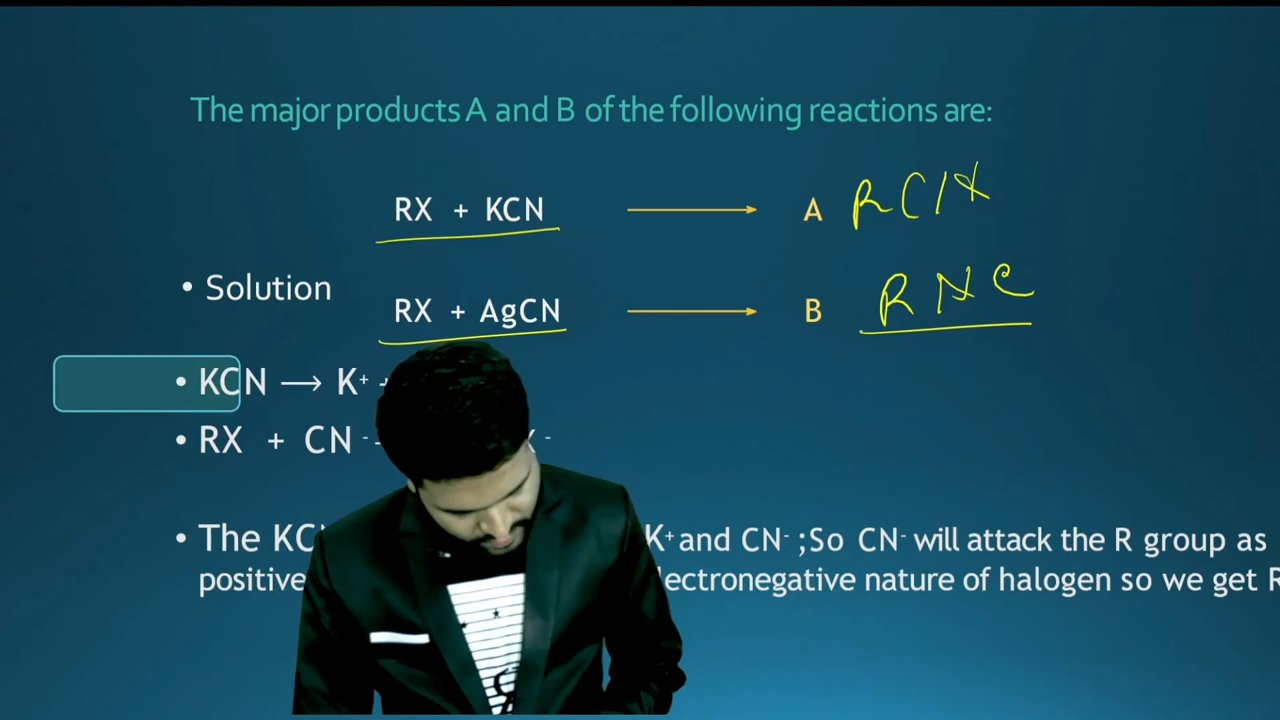 The major products A and B of the following reactions are:
RX + KCN ⟶ A RCN
• Solution
RX + AgCN ⟶ B RNC
• KCN ⟶ K⁺
• RX + CN⁻
• The KC K⁺ and CN⁻ ;So CN⁻ will attack the R group as
positive lectronegative nature of halogen so we get R